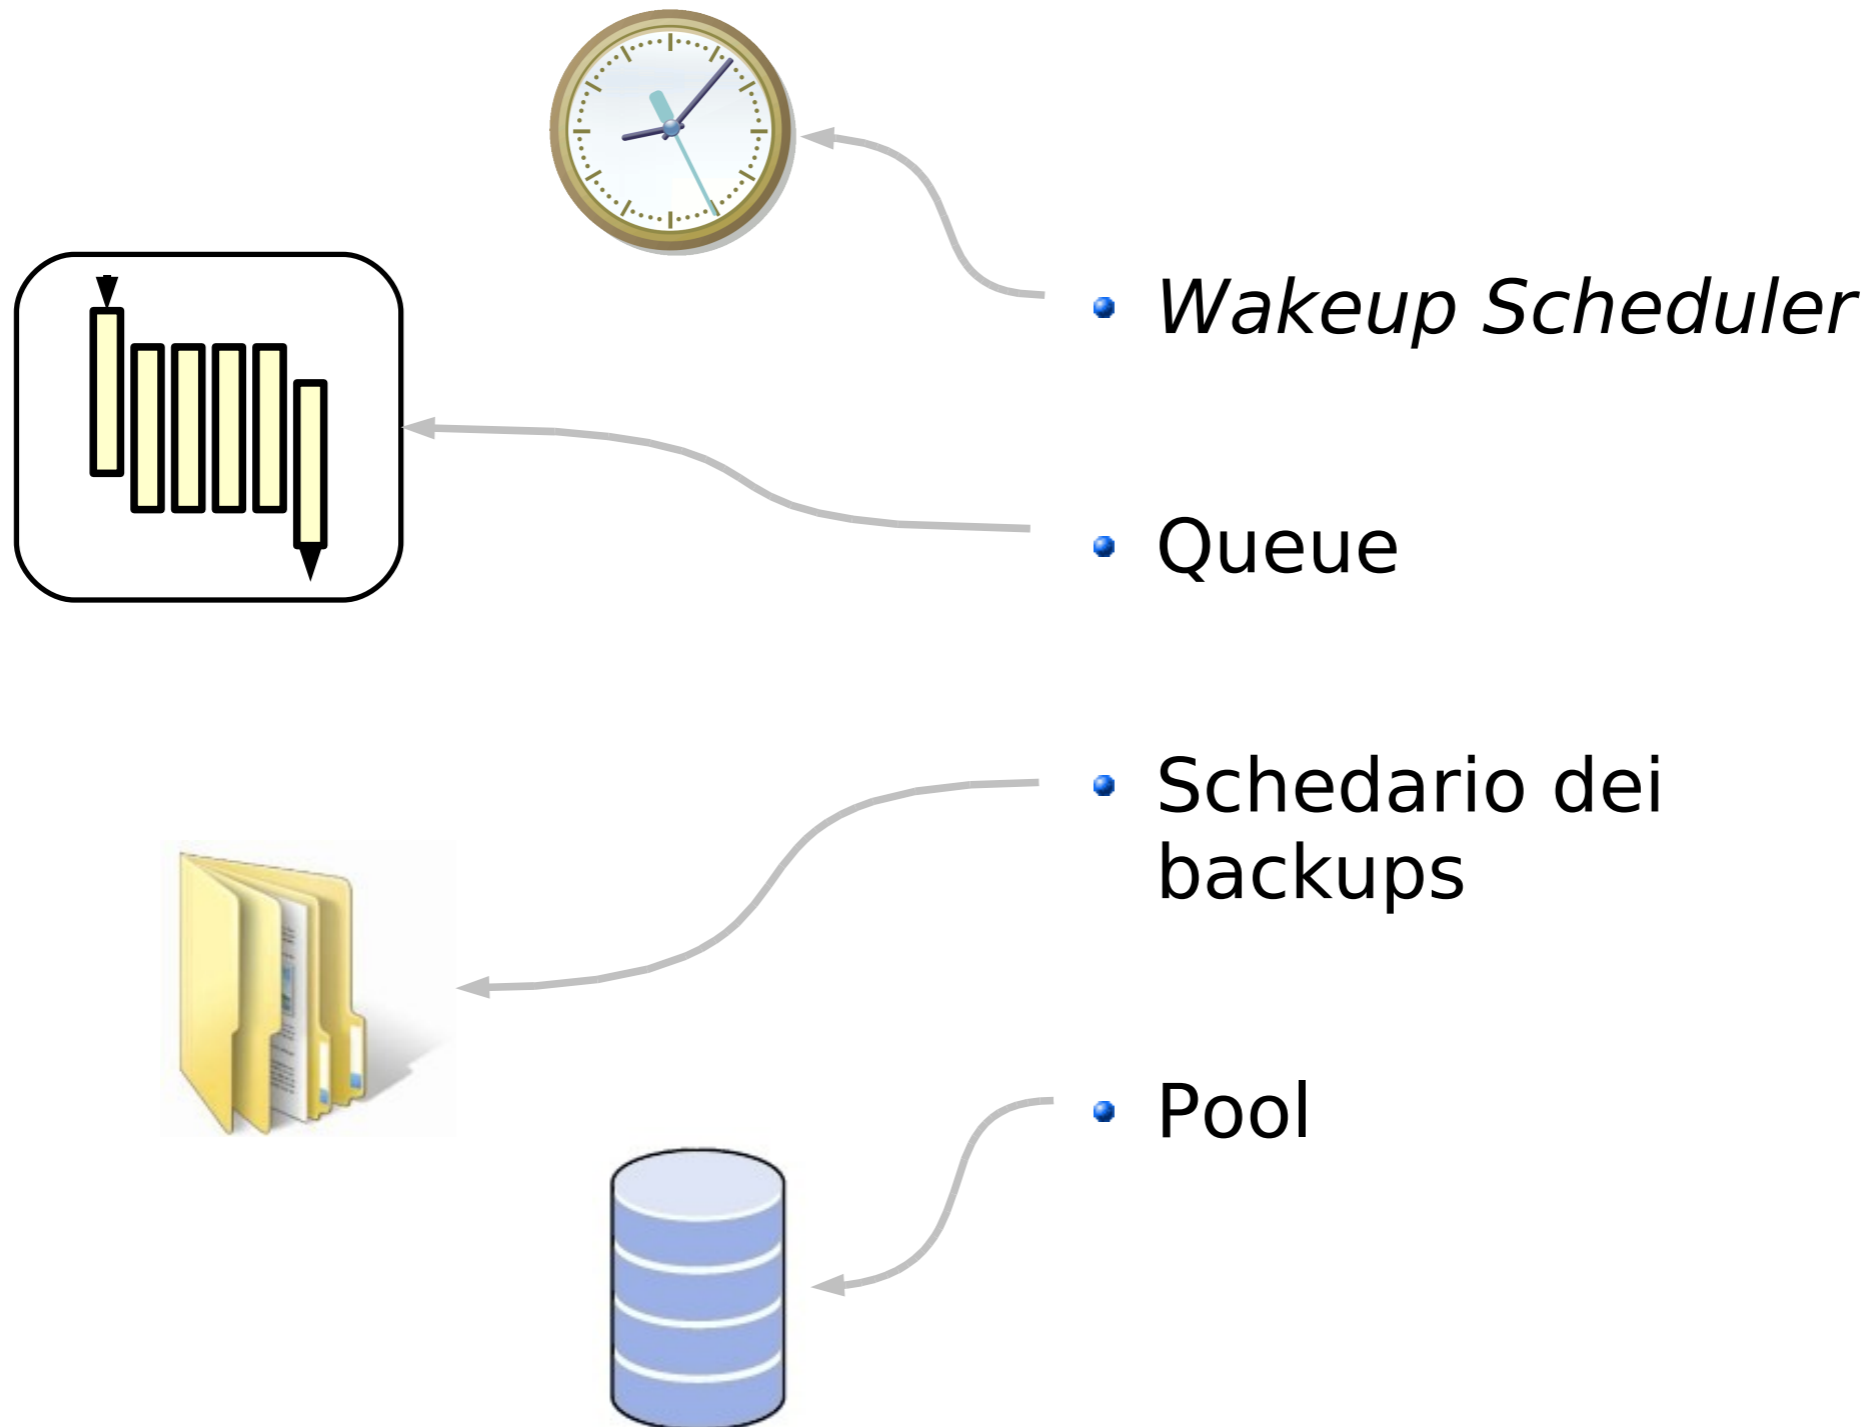 Wakeup Scheduler
Queue
Schedario dei
backups
Pool